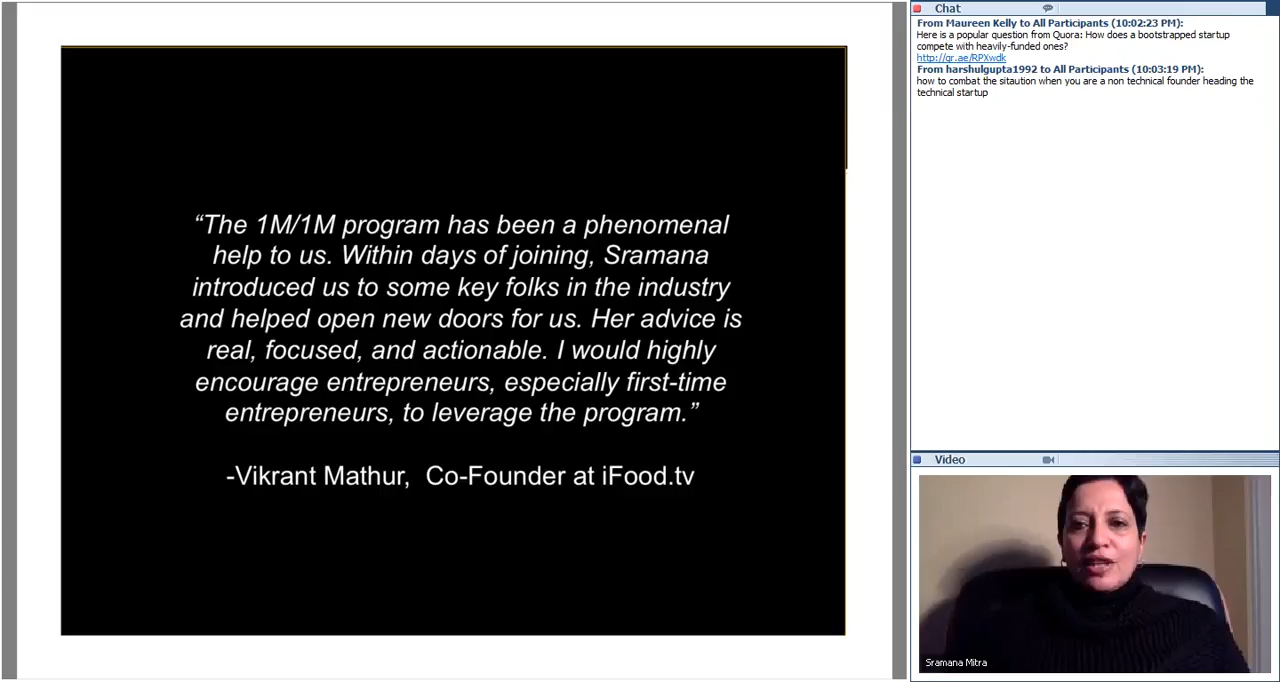 “The 1M/1M program has been a phenomenal
help to us. Within days of joining, Sramana
introduced us to some key folks in the industry
and helped open new doors for us. Her advice is
real, focused, and actionable. I would highly
encourage entrepreneurs, especially first-time
entrepreneurs, to leverage the program.”
-Vikrant Mathur, Co-Founder at iFood.tv
Chat
From Maureen Kelly to All Participants (10:02:23 PM):
Here is a popular question from Quora: How does a bootstrapped startup
compete with heavily-funded ones?
http://qr.ae/RPXwdk
From harshulgupta1992 to All Participants (10:03:19 PM):
how to combat the sitaution when you are a non technical founder heading the
technical startup
Video
Sramana Mitra